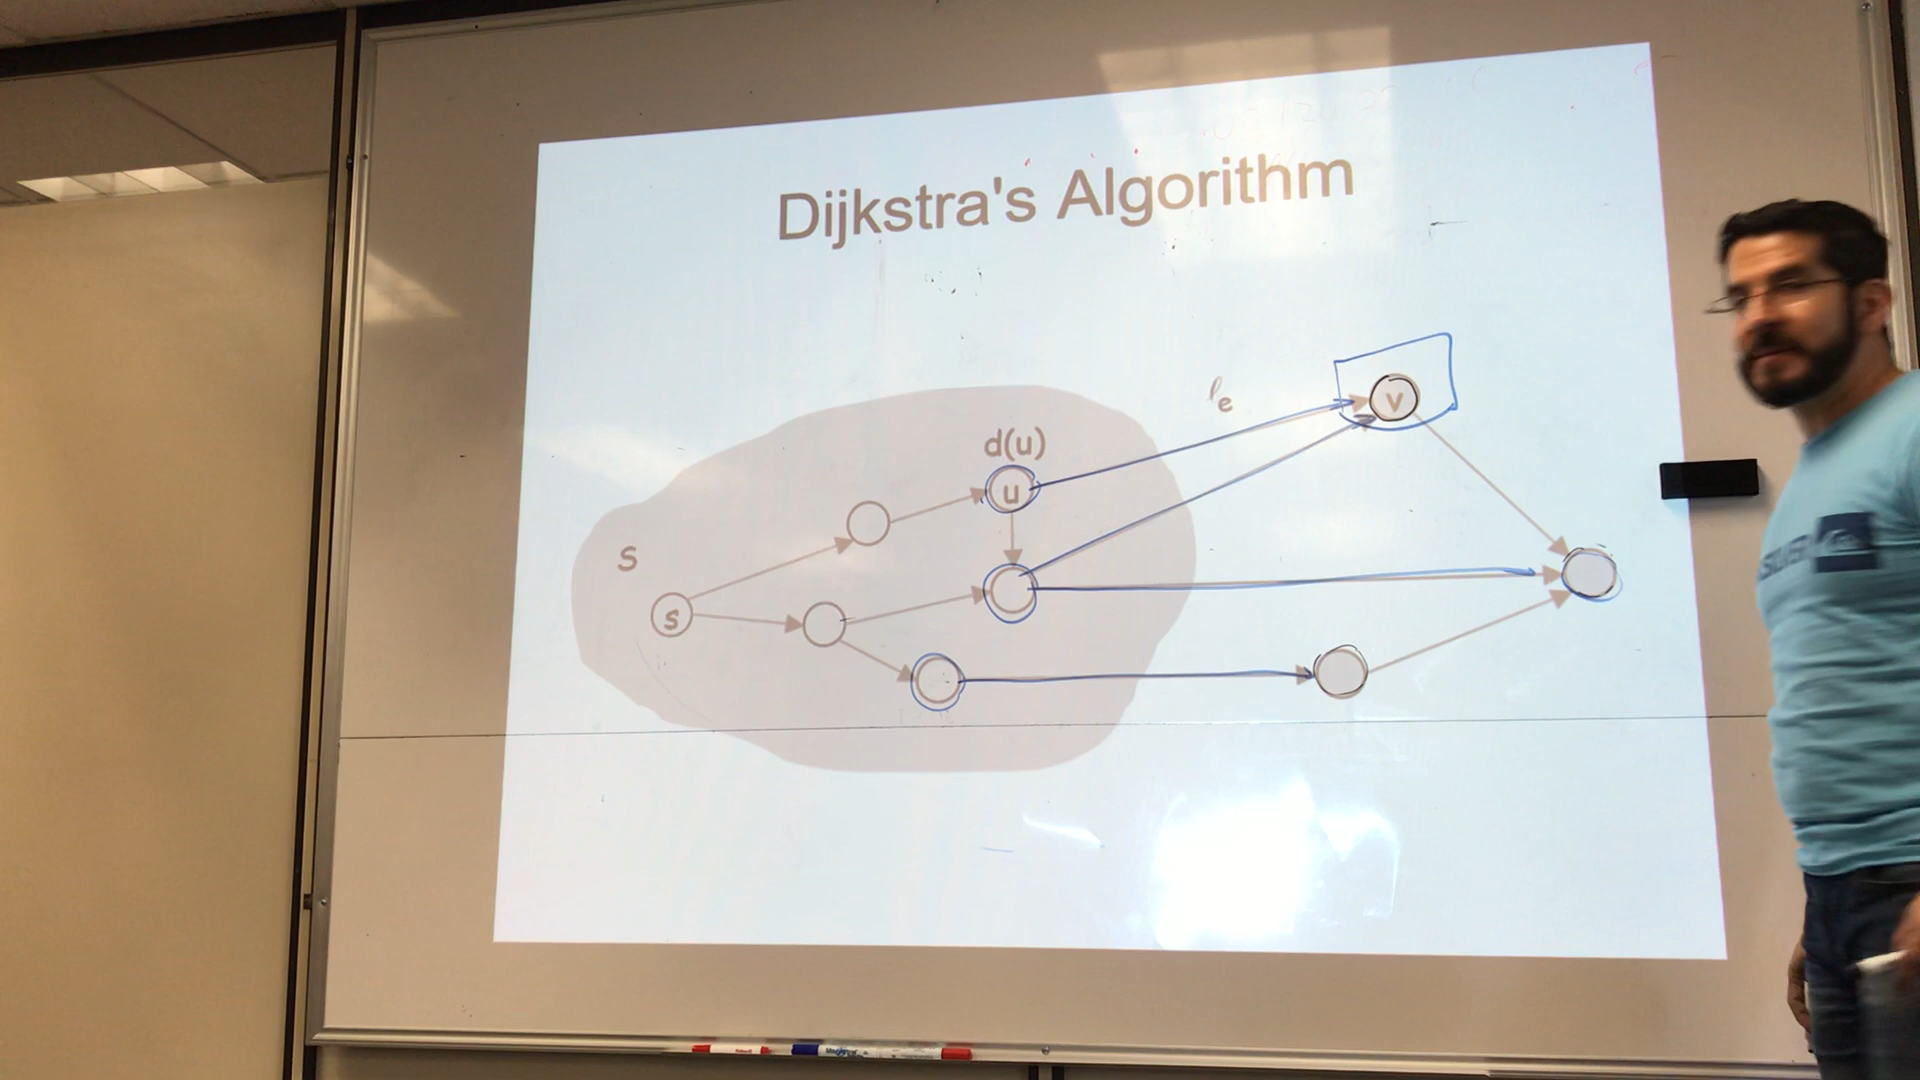 Dijkstra's Algorithm
ℓe
v
d(u)
u
S
s